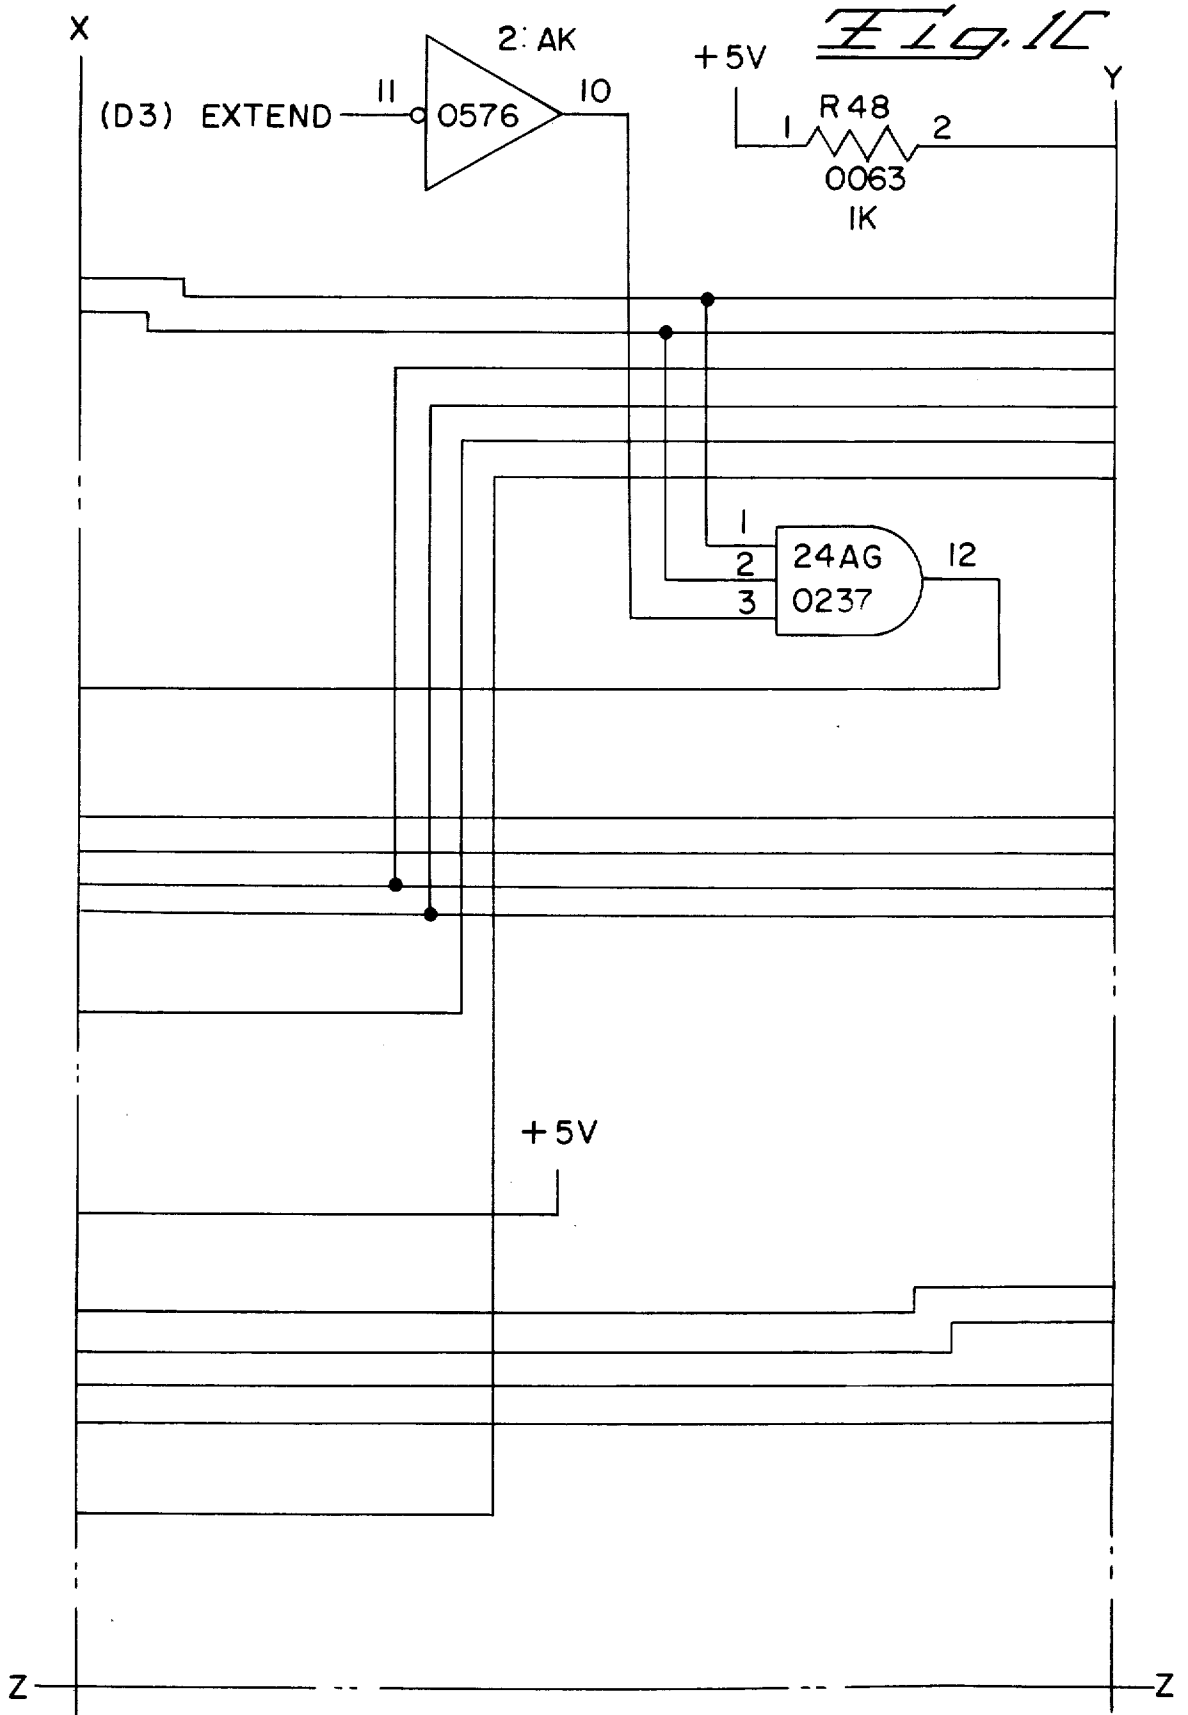 Fig. 1C
X
2: AK
+5V
Y
(D3) EXTEND
11
0576
10
R48
1
2
0063
1K
1
2
3
24AG
0237
12
+5V
Z
Z